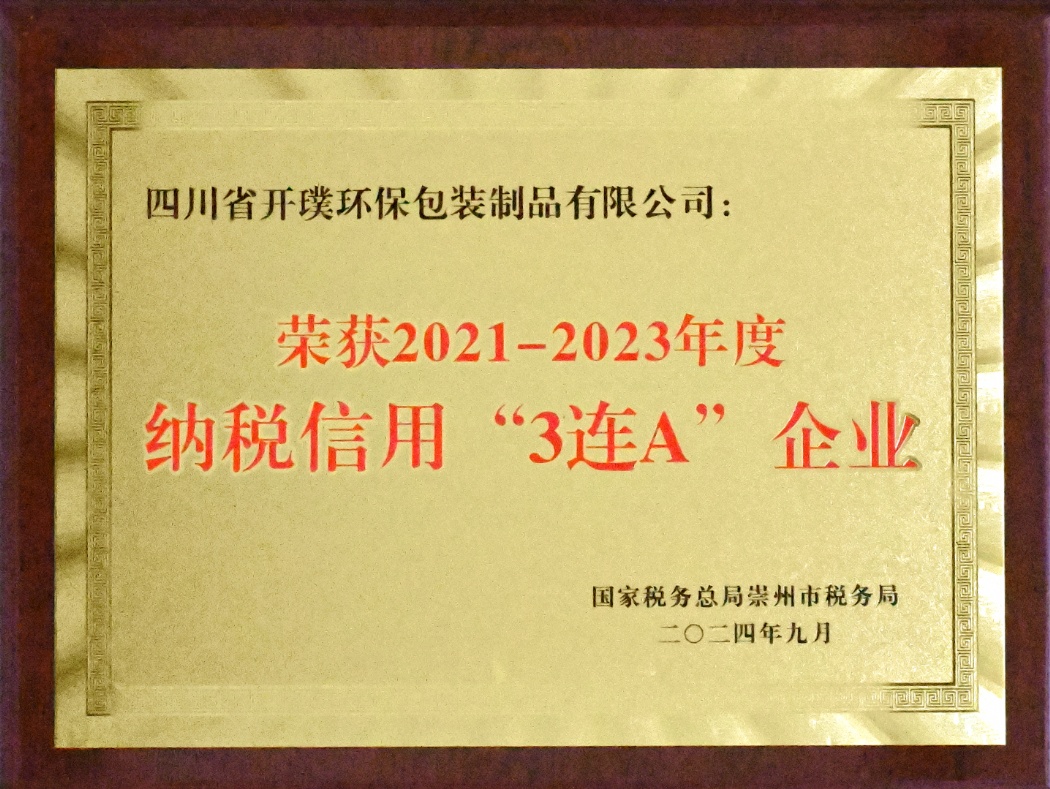 四川省开璞环保包装制品有限公司：
荣获2021-2023年度
纳税信用“3连A”企业
国家税务总局崇州市税务局
二〇二四年九月